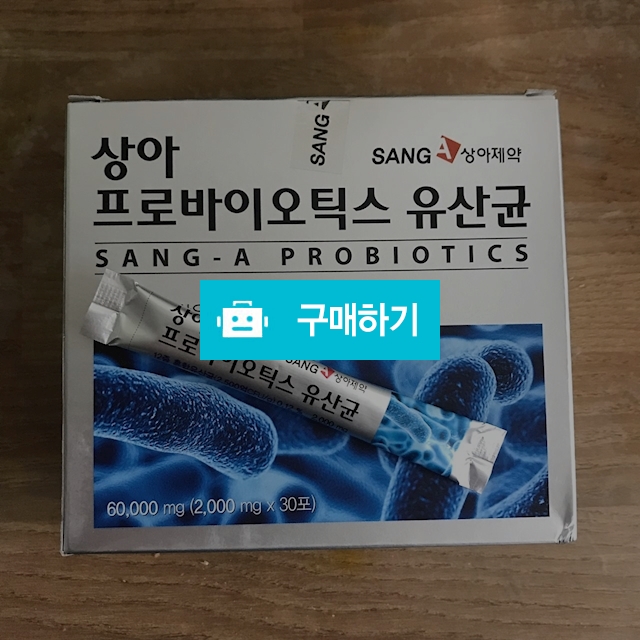 SANG
SANG A 상아제약
상아
프로바이오틱스 유산균
SANG-A PROBIOTICS
구매하기
SANG A 상아제약
프로바이오틱스 유산균
60,000 mg (2,000 mg x 30포)